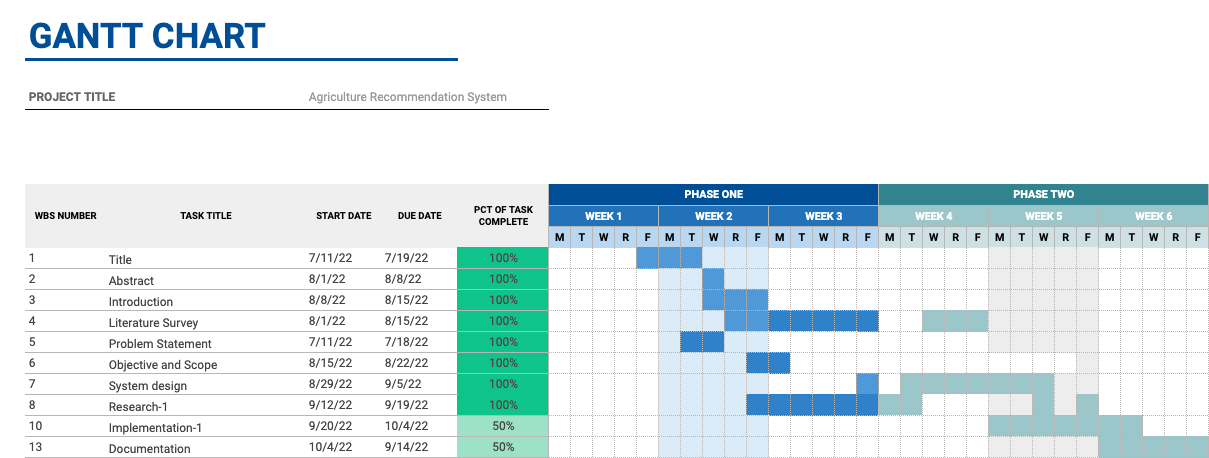 GANTT CHART
PROJECT TITLE Agriculture Recommendation System
PHASE ONE PHASE TWO
WBS NUMBER TASK TITLE START DATE DUE DATE PCT OF TASK COMPLETE
WEEK 1 WEEK 2 WEEK 3 WEEK 4 WEEK 5 WEEK 6
M T W R F M T W R F M T W R F M T W R F M T W R F M T W R F
1 Title 7/11/22 7/19/22 100%
2 Abstract 8/1/22 8/8/22 100%
3 Introduction 8/8/22 8/15/22 100%
4 Literature Survey 8/1/22 8/15/22 100%
5 Problem Statement 7/11/22 7/18/22 100%
6 Objective and Scope 8/15/22 8/22/22 100%
7 System design 8/29/22 9/5/22 100%
8 Research-1 9/12/22 9/19/22 100%
10 Implementation-1 9/20/22 10/4/22 50%
13 Documentation 10/4/22 9/14/22 50%